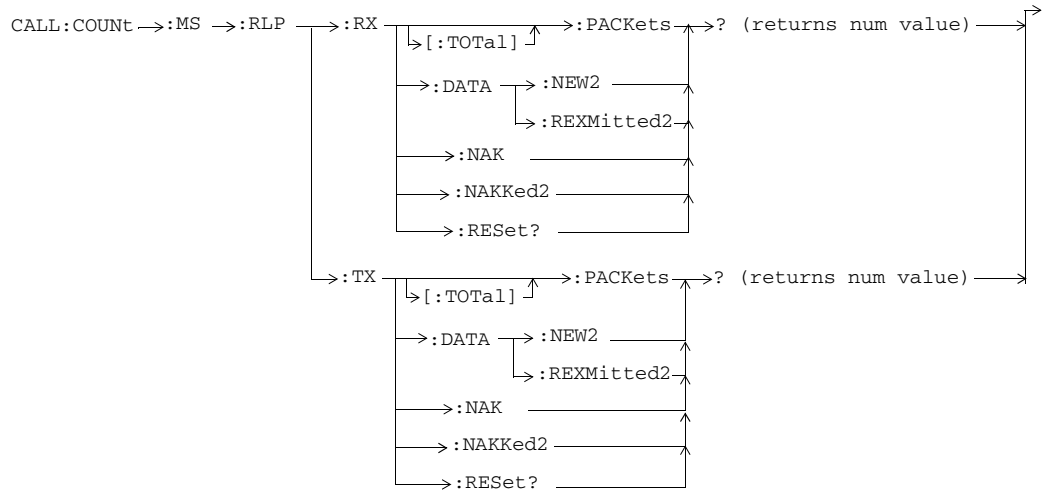 CALL:COUNt :MS :RLP :RX :PACKets ? (returns num value)
[:TOTal]
:DATA :NEW2
:REXMitted2
:NAK
:NAKKed2
:RESet?
:TX :PACKets ? (returns num value)
[:TOTal]
:DATA :NEW2
:REXMitted2
:NAK
:NAKKed2
:RESet?